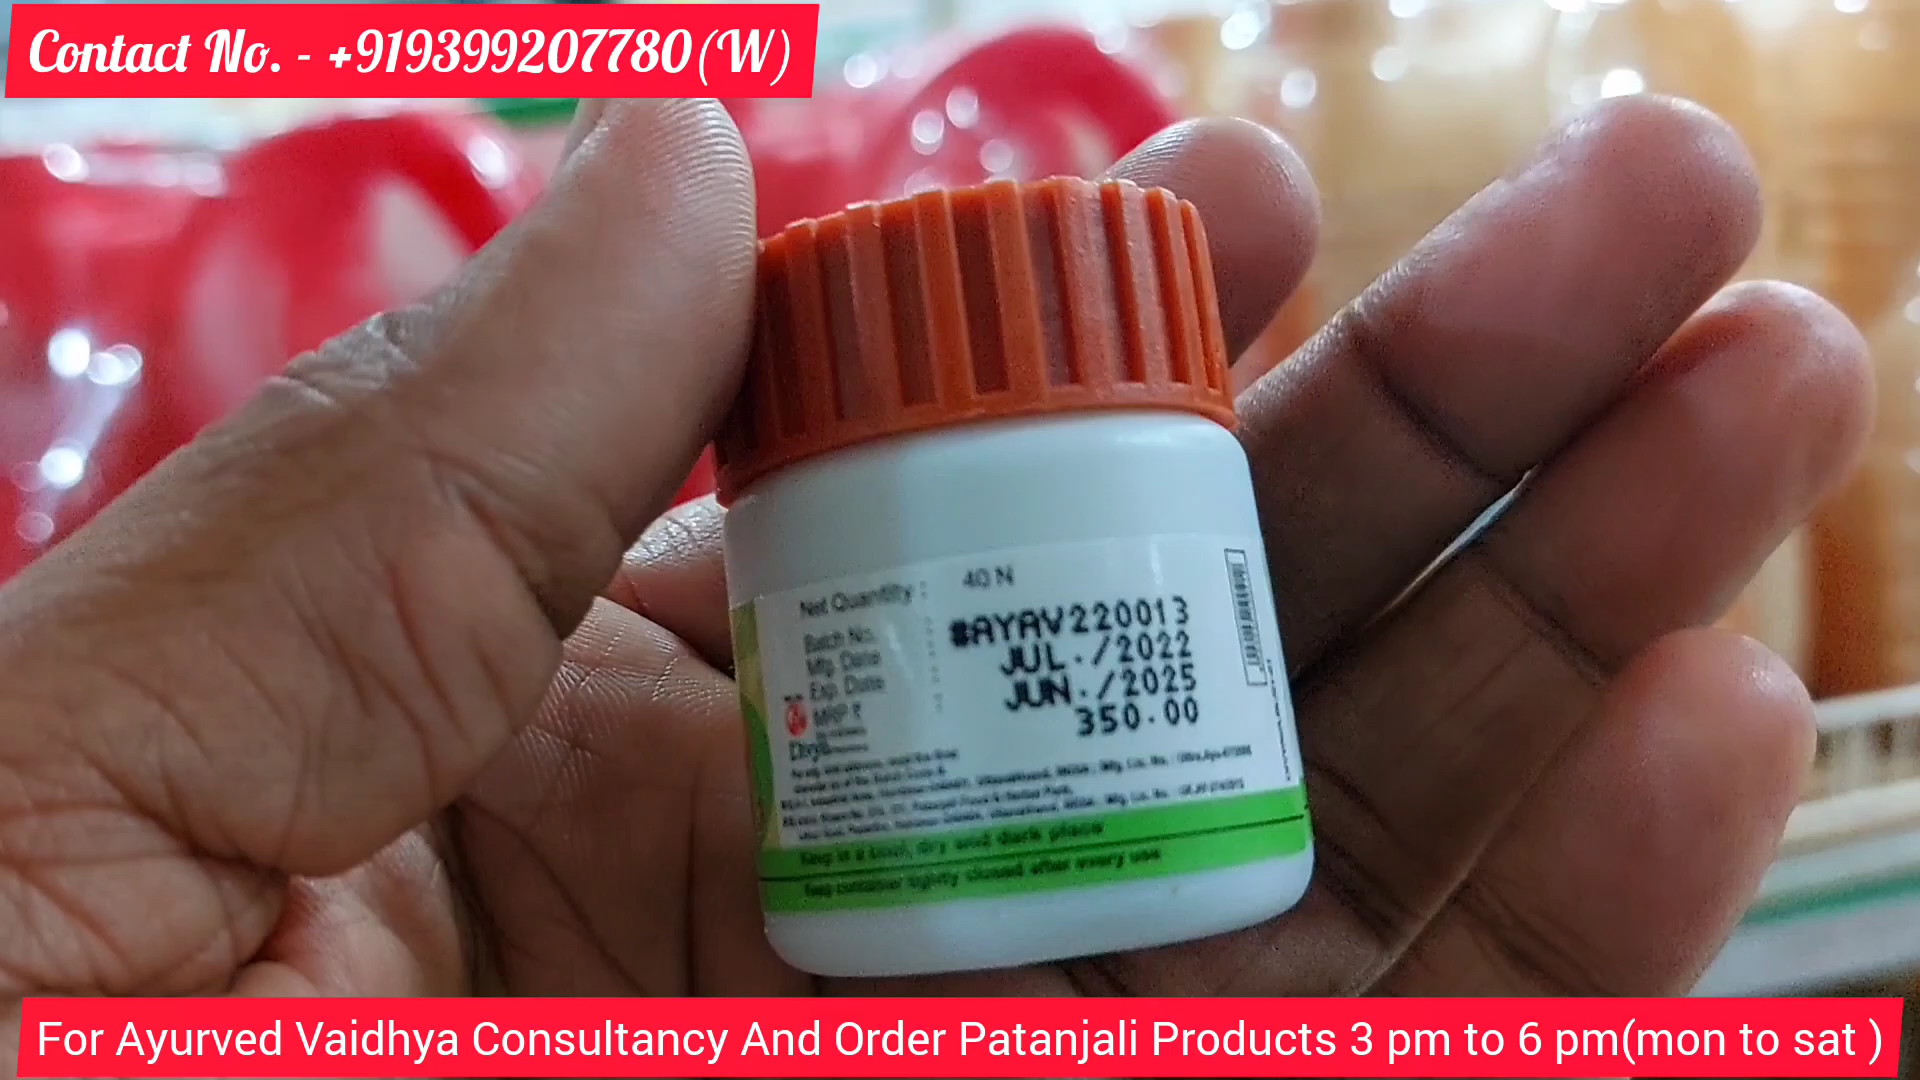 Contact No. - +919399207780(W)
Net Quantity : 40 N
Batch No. #AYAV220013
Mfg. Date JUL./2022
Exp. Date JUN./2025
MRP ₹ 350.00
Divya
Keep in a cool, dry and dark place
Keep container tightly closed after every use
For Ayurved Vaidhya Consultancy And Order Patanjali Products 3 pm to 6 pm(mon to sat )